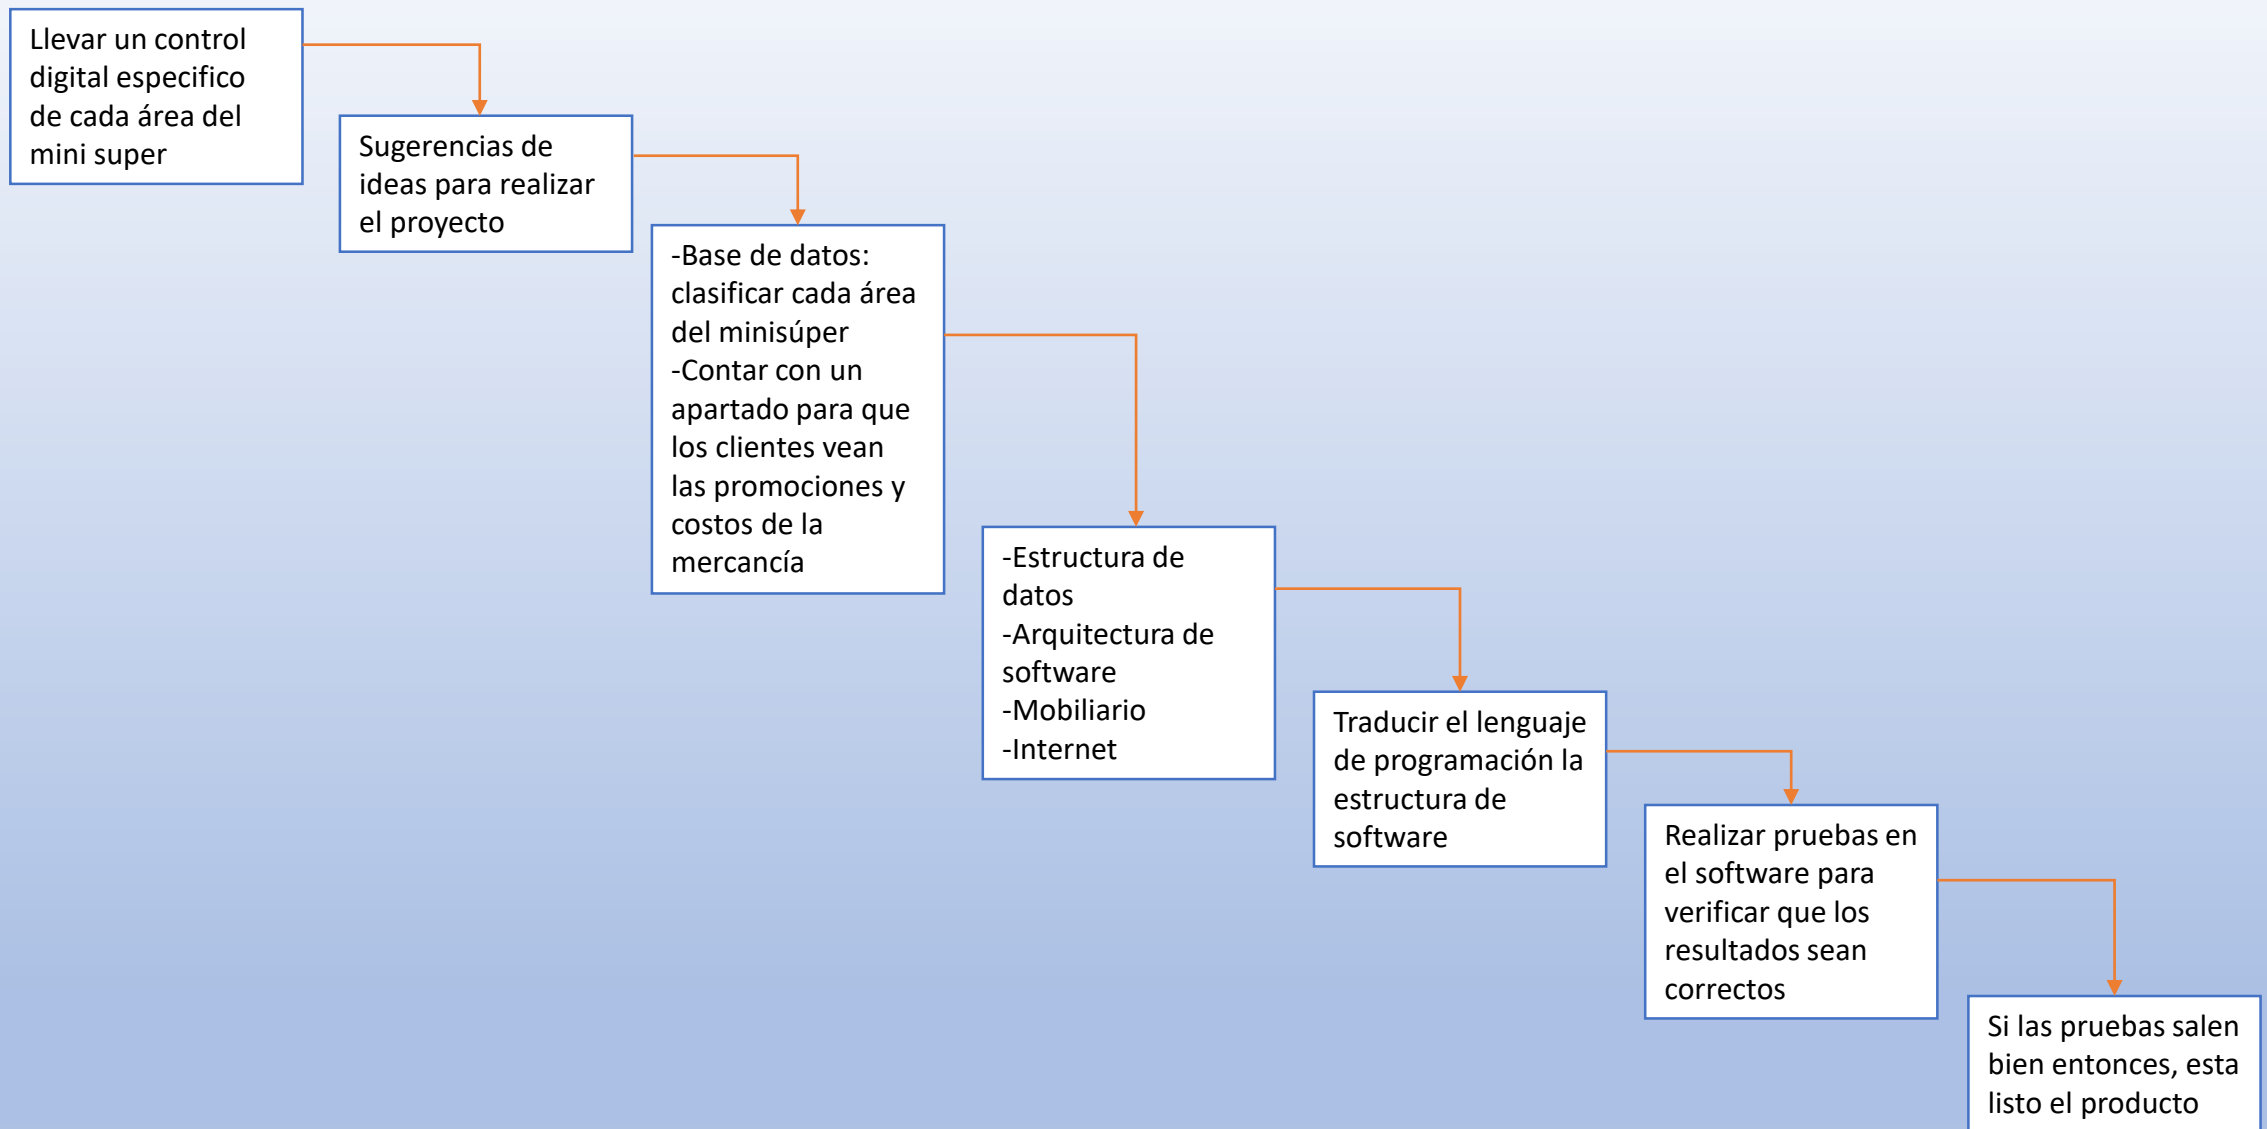 Llevar un control
digital especifico
de cada área del
mini super
Sugerencias de
ideas para realizar
el proyecto
-Base de datos:
clasificar cada área
del minisúper
-Contar con un
apartado para que
los clientes vean
las promociones y
costos de la
mercancía
-Estructura de
datos
-Arquitectura de
software
-Mobiliario
-Internet
Traducir el lenguaje
de programación la
estructura de
software
Realizar pruebas en
el software para
verificar que los
resultados sean
correctos
Si las pruebas salen
bien entonces, esta
listo el producto